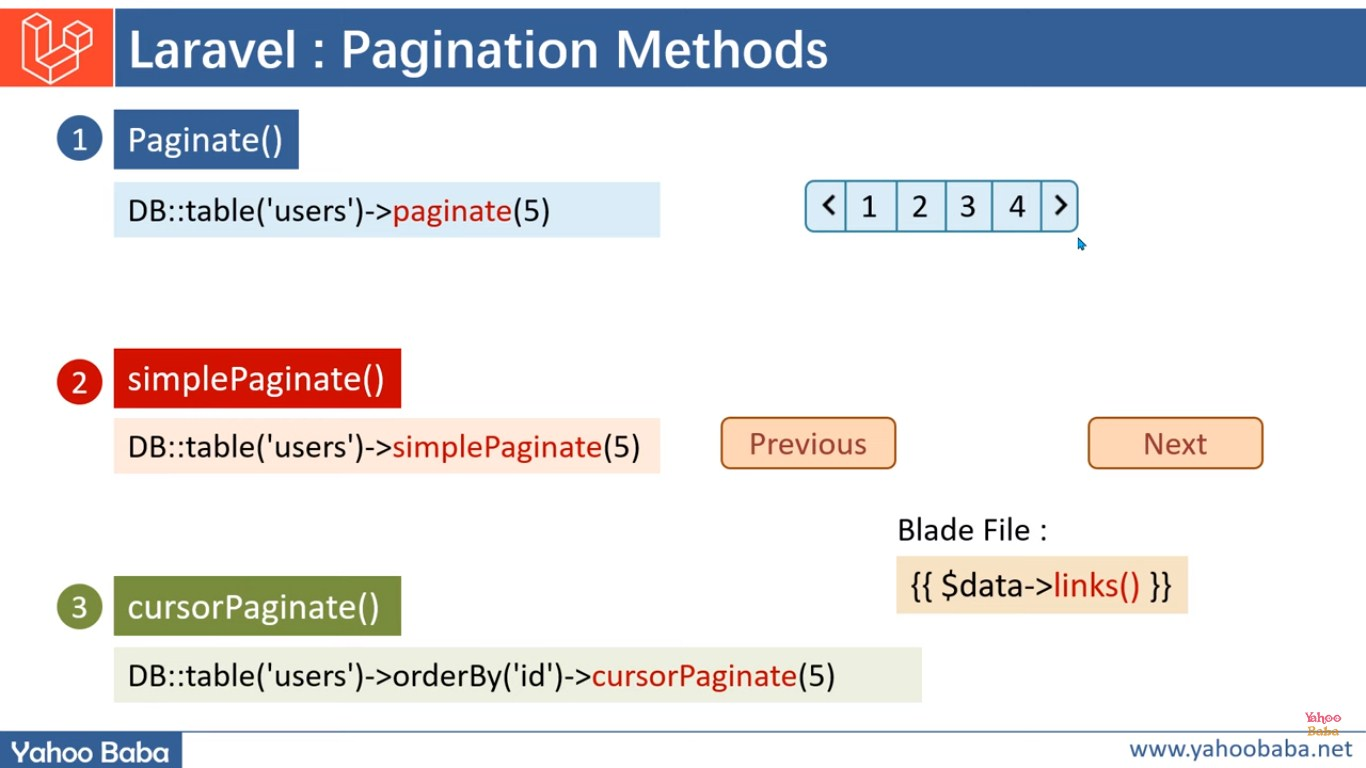 Laravel : Pagination Methods
1 Paginate()
DB::table('users')->paginate(5)
< 1 2 3 4 >
2 simplePaginate()
DB::table('users')->simplePaginate(5)
Previous Next
Blade File :
{{ $data->links() }}
3 cursorPaginate()
DB::table('users')->orderBy('id')->cursorPaginate(5)
Yahoo
Baba
Yahoo Baba
www.yahoobaba.net